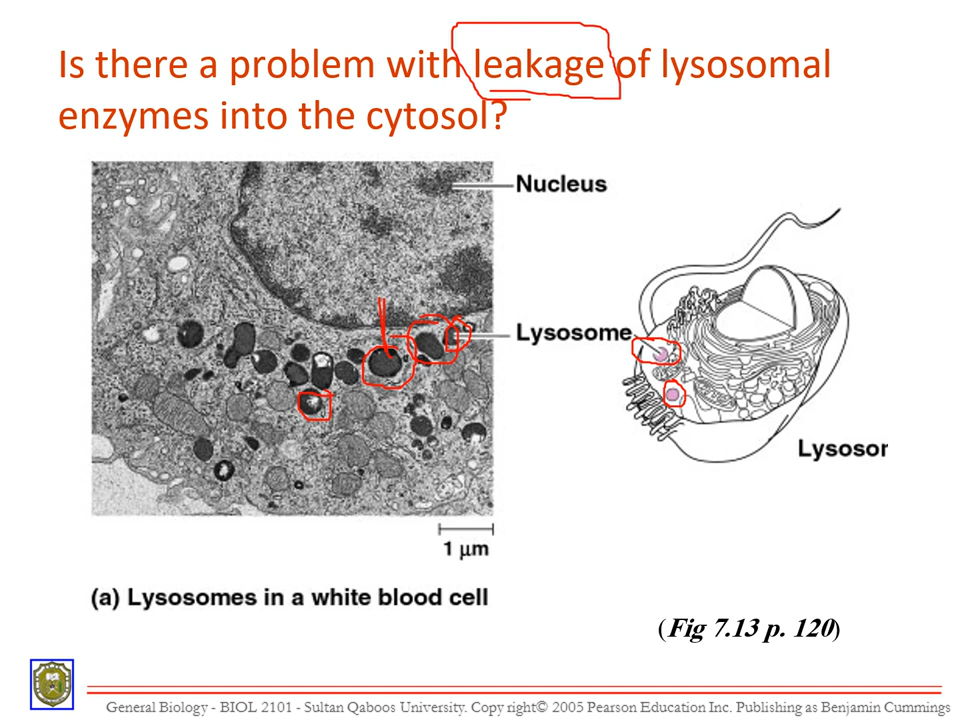 Is there a problem with leakage of lysosomal
enzymes into the cytosol?
Nucleus
Lysosome
Lysosor
1 µm
(a) Lysosomes in a white blood cell
(Fig 7.13 p. 120)
General Biology - BIOL 2101 - Sultan Qaboos University. Copy right© 2005 Pearson Education Inc. Publishing as Benjamin Cummings